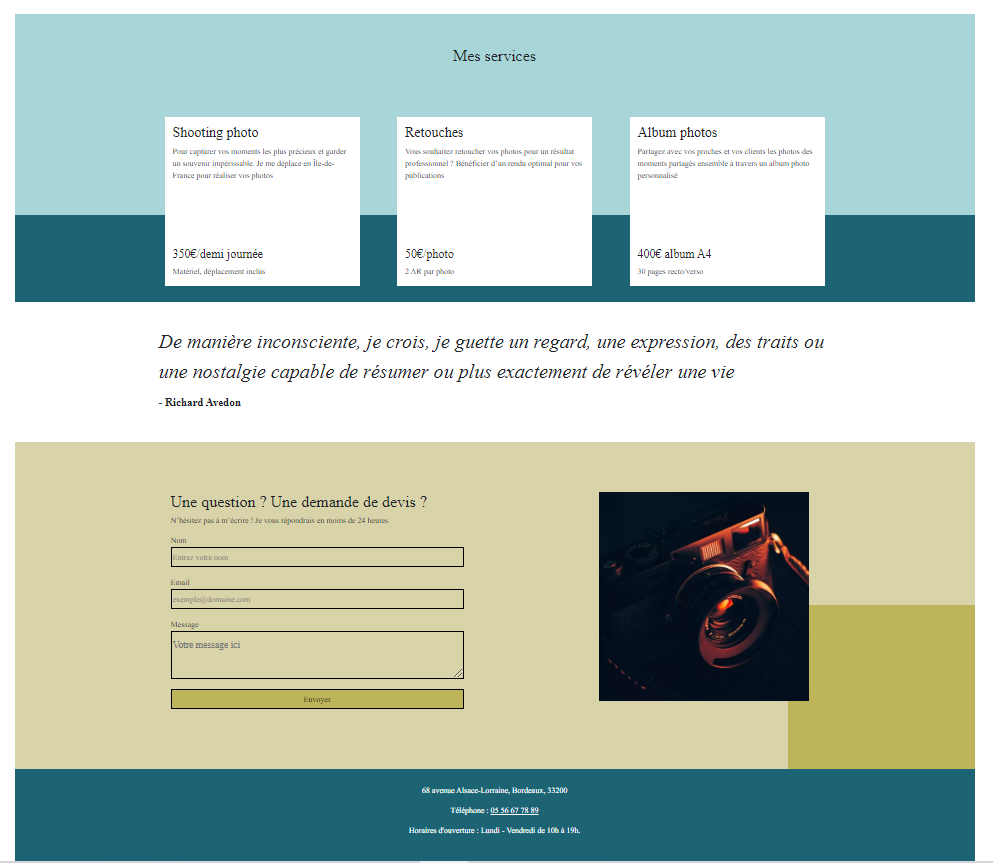 Mes services
Shooting photo
Pour capturer vos moments les plus précieux et garder
un souvenir impérissable. Je me déplace en Île-de-
France pour réaliser vos photos
350€/demi journée
Matériel, déplacement inclus
Retouches
Vous souhaitez retoucher vos photos pour un résultat
professionnel ? Bénéficier d'un rendu optimal pour vos
publications
50€/photo
2 AR par photo
Album photos
Partagez avec vos proches et vos clients les photos des
moments partagés ensemble à travers un album photo
personnalisé
400€ album A4
30 pages recto/verso
De manière inconsciente, je crois, je guette un regard, une expression, des traits ou
une nostalgie capable de résumer ou plus exactement de révéler une vie
- Richard Avedon
Une question ? Une demande de devis ?
N'hésitez pas à m'écrire ! Je vous répondrais en moins de 24 heures
Nom
Entrez votre nom
Email
exemple@domaine.com
Message
Votre message ici
Envoyer
68 avenue Alsace-Lorraine, Bordeaux, 33200
Téléphone : 05 56 67 78 89
Horaires d'ouverture : Lundi - Vendredi de 10h à 19h.